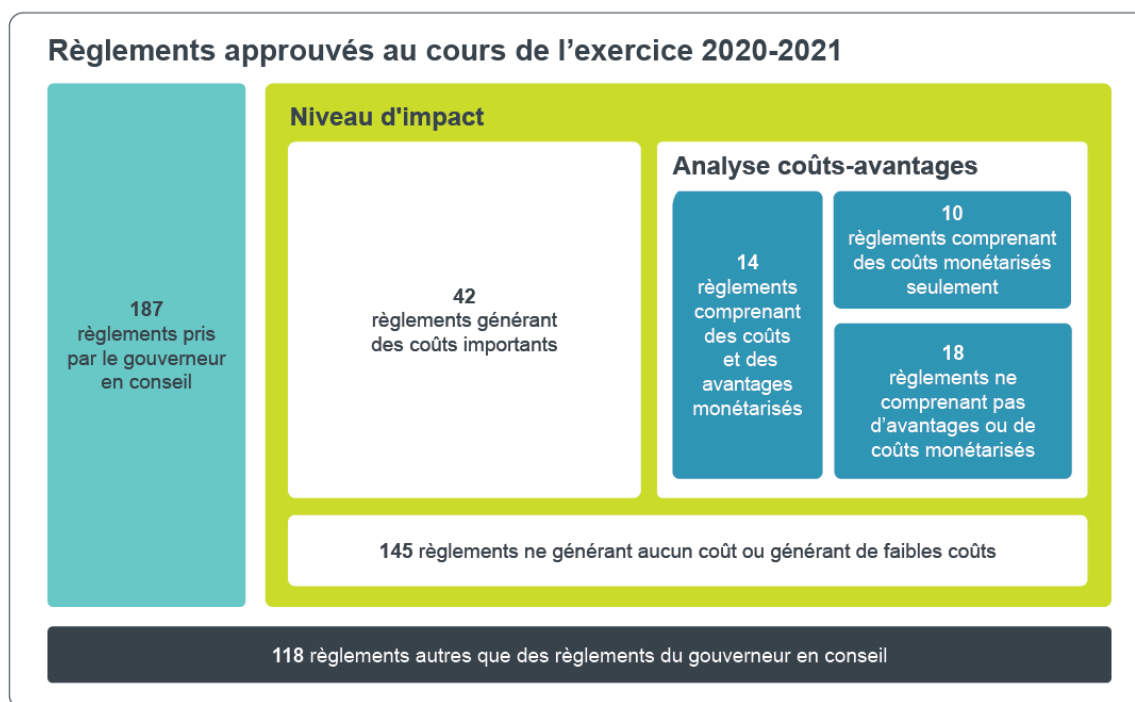 Règlements approuvés au cours de l’exercice 2020-2021
187
règlements pris
par le gouverneur
en conseil
Niveau d'impact
42
règlements générant
des coûts importants
Analyse coûts-avantages
14
règlements
comprenant
des coûts
et des
avantages
monétarisés
10
règlements comprenant
des coûts monétarisés
seulement
18
règlements ne
comprenant pas
d’avantages ou de
coûts monétarisés
145 règlements ne générant aucun coût ou générant de faibles coûts
118 règlements autres que des règlements du gouverneur en conseil